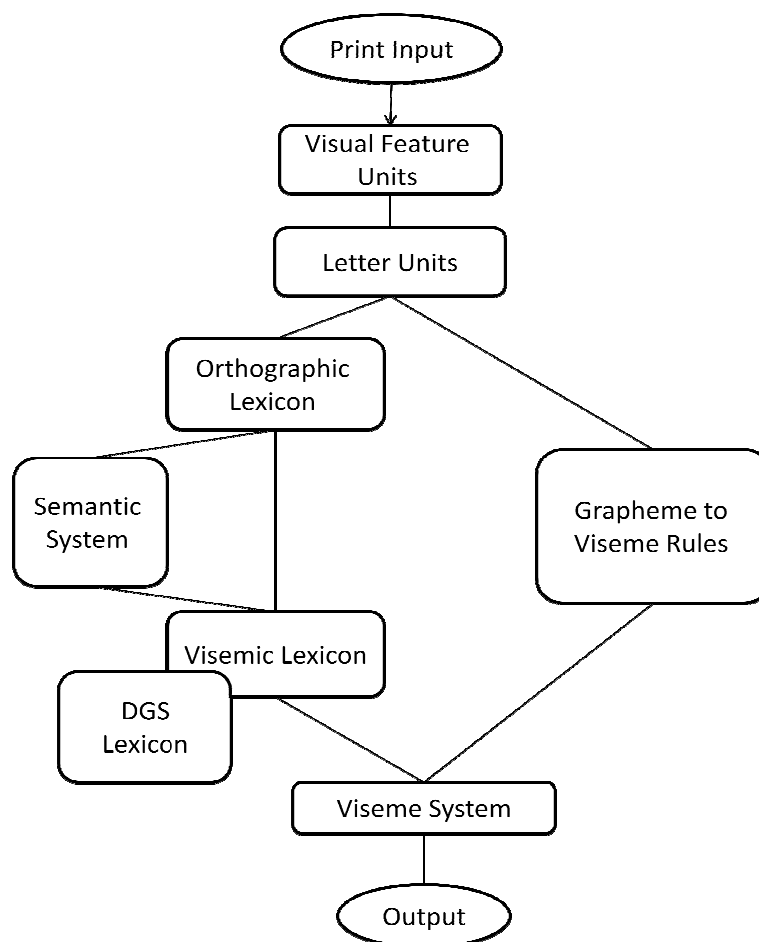 Print Input
Visual Feature
Units
Letter Units
Orthographic
Lexicon
Semantic
System
Grapheme to
Viseme Rules
Visemic Lexicon
DGS
Lexicon
Viseme System
Output